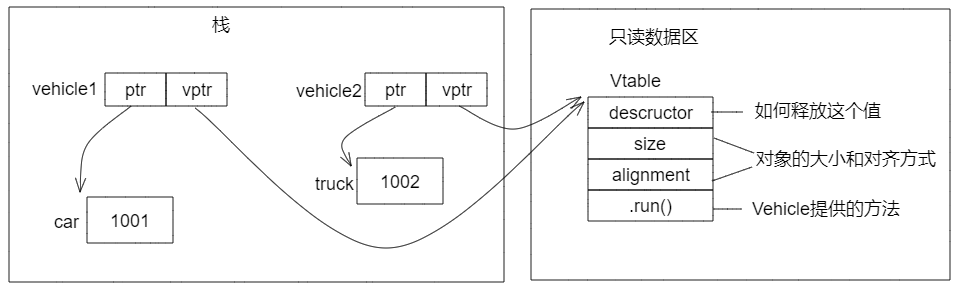 栈
vehicle1
ptr
vptr
vehicle2
ptr
vptr
car
1001
truck
1002
只读数据区
Vtable
descructor
如何释放这个值
size
alignment
对象的大小和对齐方式
.run()
Vehicle提供的方法